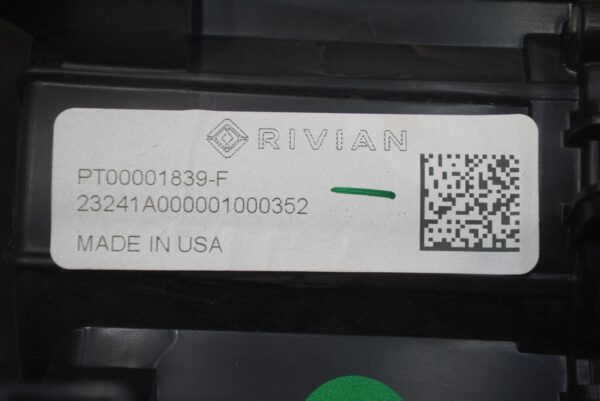 RIVIAN
PT00001839-F
23241A000001000352
MADE IN USA